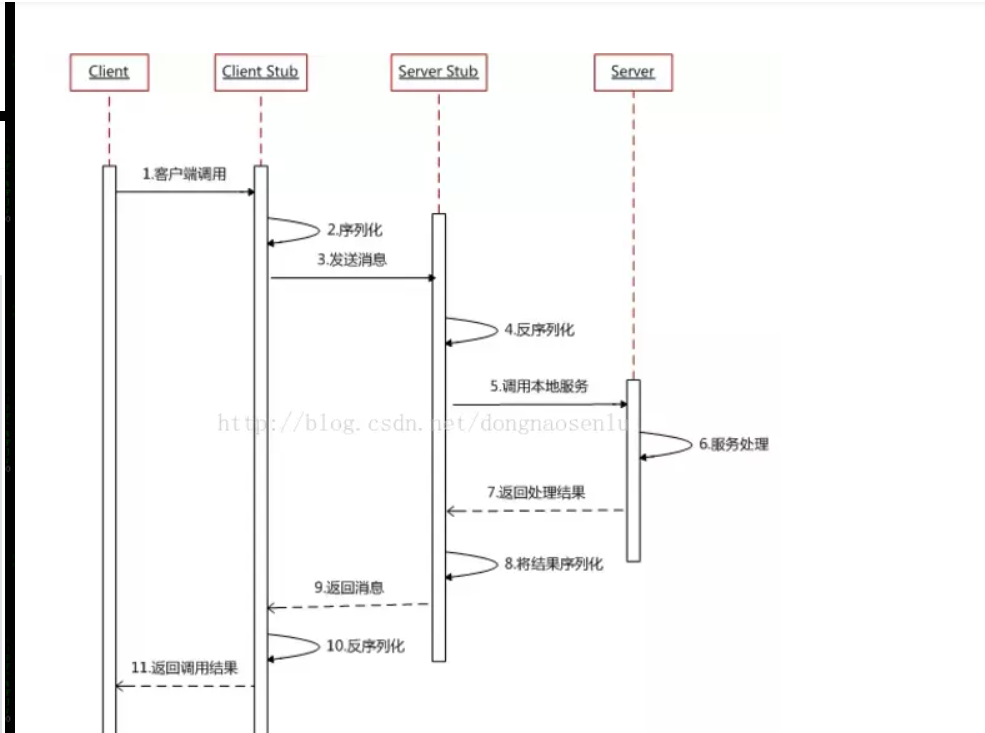 Client
Client Stub
Server Stub
Server
1.客户端调用
2.序列化
3.发送消息
4.反序列化
5.调用本地服务
http://blog.csdn.net/dongnaosenlu
6.服务处理
7.返回处理结果
8.将结果序列化
9.返回消息
10.反序列化
11.返回调用结果